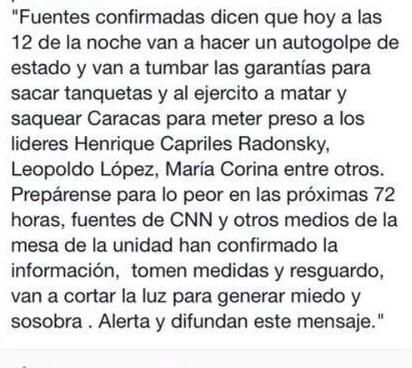 "Fuentes confirmadas dicen que hoy a las
12 de la noche van a hacer un autogolpe de
estado y van a tumbar las garantías para
sacar tanquetas y al ejercito a matar y
saquear Caracas para meter preso a los
lideres Henrique Capriles Radonsky,
Leopoldo López, María Corina entre otros.
Prepárense para lo peor en las próximas 72
horas, fuentes de CNN y otros medios de la
mesa de la unidad han confirmado la
información,  tomen medidas y resguardo,
van a cortar la luz para generar miedo y
sosobra . Alerta y difundan este mensaje."